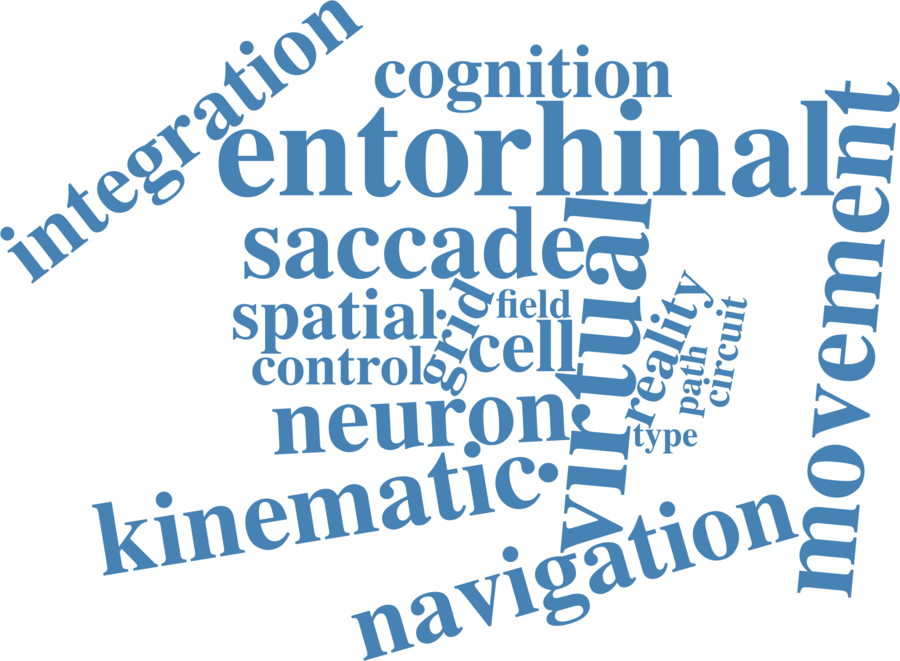 integration
cognition
entorhinal
movement
saccade
virtual
spatial
grid
field
cell
reality
circuit
path
control
neuron
type
kinematic
navigation